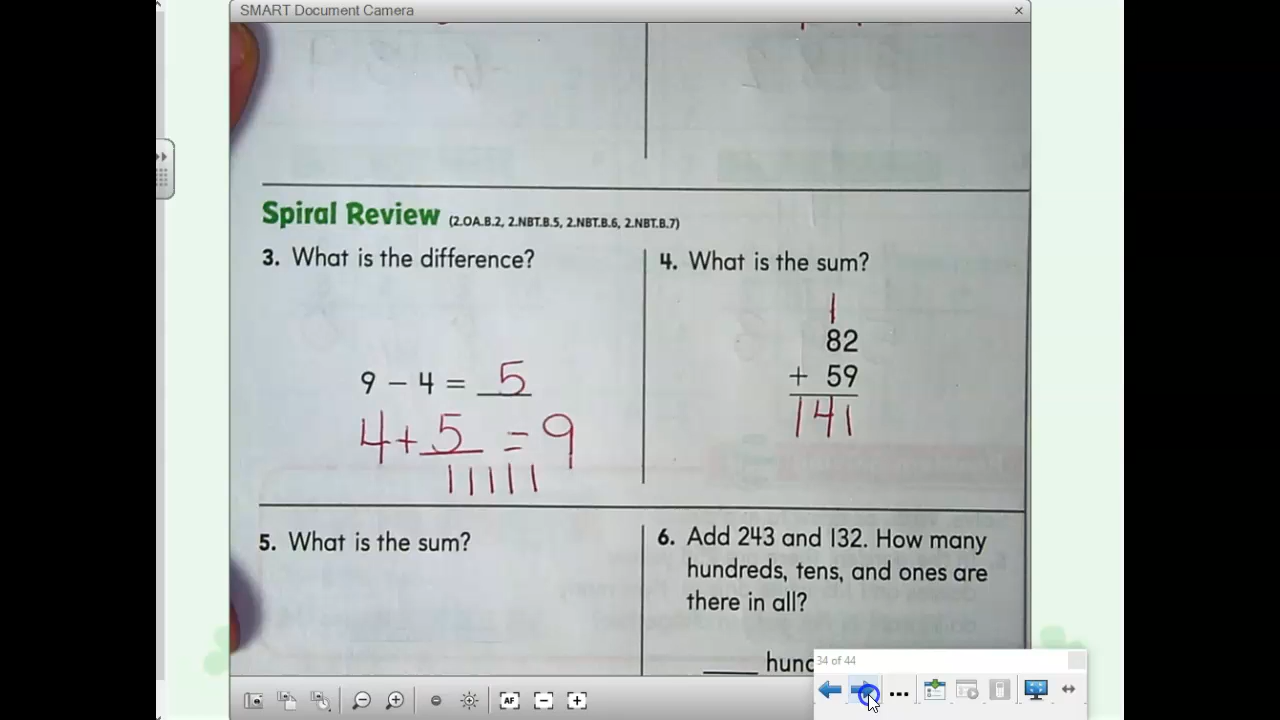 SMART Document Camera
Spiral Review (2.OA.B.2, 2.NBT.B.5, 2.NBT.B.6, 2.NBT.B.7)
3. What is the difference?
9 – 4 = 5
4 + 5 = 9
4. What is the sum?
1
82
+ 59
141
5. What is the sum?
6. Add 243 and 132. How many
hundreds, tens, and ones are
there in all?
34 of 44
AF